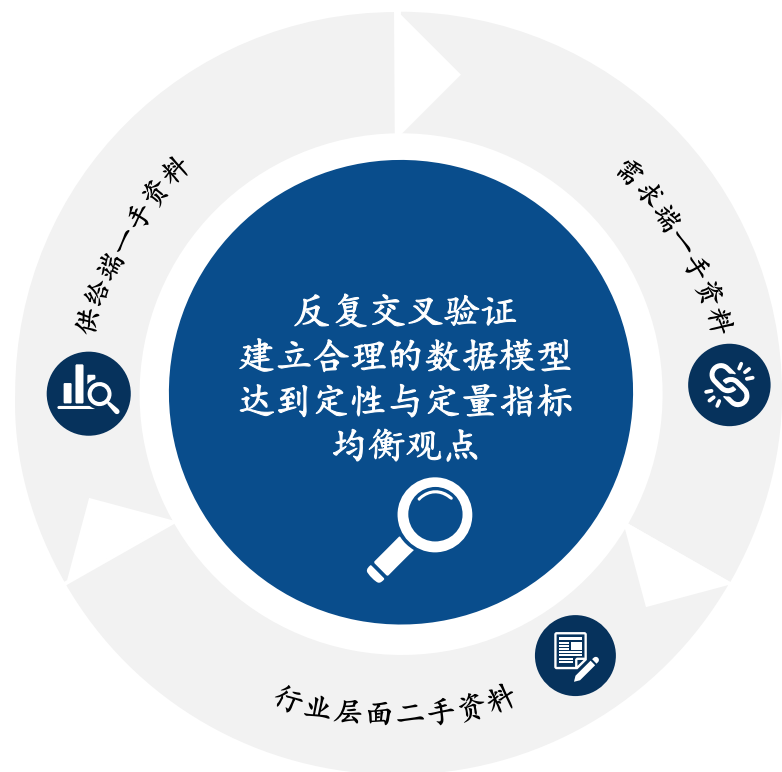 供给端一手资料
需求端一手资料
反复交叉验证
建立合理的数据模型
达到定性与定量指标
均衡观点
行业层面二手资料